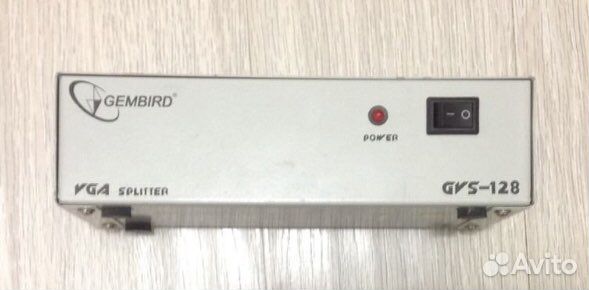 GEMBIRD®
POWER
– O
VGA SPLITTER
GVS-128
Avito